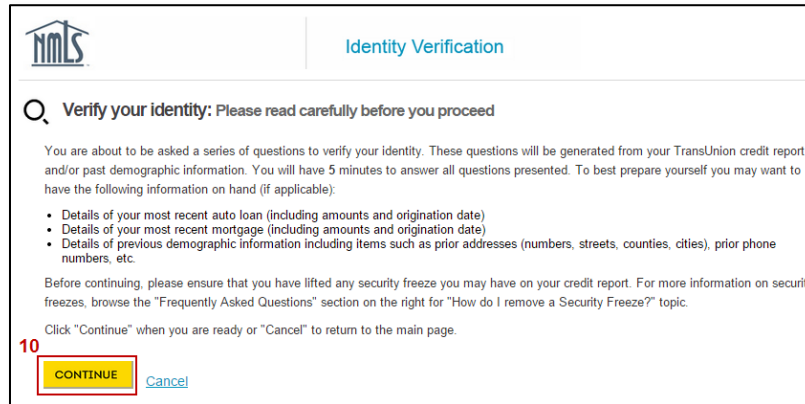 NMLS
Identity Verification
Verify your identity: Please read carefully before you proceed
You are about to be asked a series of questions to verify your identity. These questions will be generated from your TransUnion credit report
and/or past demographic information. You will have 5 minutes to answer all questions presented. To best prepare yourself you may want to
have the following information on hand (if applicable):
• Details of your most recent auto loan (including amounts and origination date)
• Details of your most recent mortgage (including amounts and origination date)
• Details of previous demographic information including items such as prior addresses (numbers, streets, counties, cities), prior phone
numbers, etc.
Before continuing, please ensure that you have lifted any security freeze you may have on your credit report. For more information on securit
freezes, browse the "Frequently Asked Questions" section on the right for "How do I remove a Security Freeze?" topic.
Click "Continue" when you are ready or "Cancel" to return to the main page.
10
CONTINUE Cancel